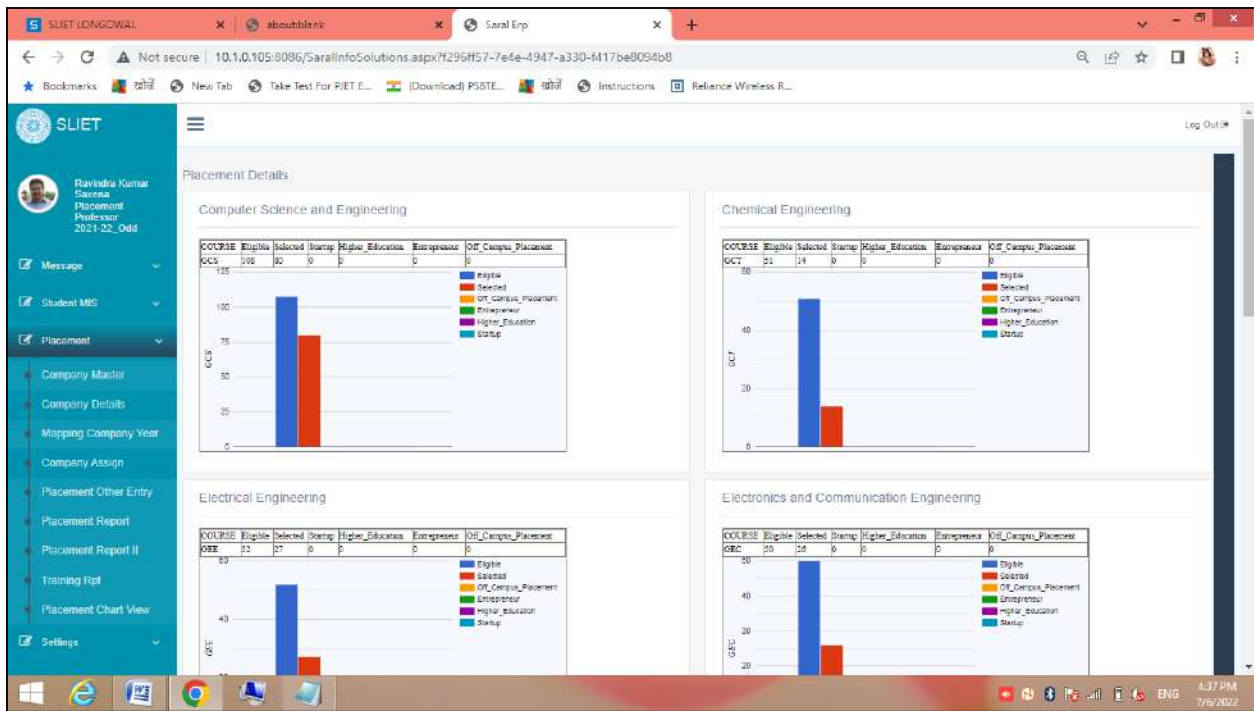 SLIET LONGOWAL
about:blank
Saral Erp
Not secure | 10.1.0.105:8086/SaralInfoSolutions.aspx?f296ff57-7e4e-4947-a330-f417be8094b8
Bookmarks खोजें New Tab Take Test For PJET E... (Download) PSBTE... खोजें Instructions Reliance Wireless R...
SLIET
Log Out
Ravindra Kumar
Saxena
Placement
Professor
2021-22_Odd
Message
Student MIS
Placement
Company Master
Company Details
Mapping Company Year
Company Assign
Placement Other Entry
Placement Report
Placement Report II
Training Rpt
Placement Chart View
Settings
Placement Details
Computer Science and Engineering
COURSE Eligible Selected Startup Higher_Education Entrepreneur Off_Campus_Placement
GCS 108 80 0 0 0 0
125
100
75
50
25
0
GCS
Eligible
Selected
Off_Campus_Placement
Entrepreneur
Higher_Education
Startup
Chemical Engineering
COURSE Eligible Selected Startup Higher_Education Entrepreneur Off_Campus_Placement
GCT 51 14 0 0 0 0
60
40
20
0
GCT
Eligible
Selected
Off_Campus_Placement
Entrepreneur
Higher_Education
Startup
Electrical Engineering
COURSE Eligible Selected Startup Higher_Education Entrepreneur Off_Campus_Placement
GEE 52 27 0 0 0 0
60
40
GEE
Eligible
Selected
Off_Campus_Placement
Entrepreneur
Higher_Education
Startup
Electronics and Communication Engineering
COURSE Eligible Selected Startup Higher_Education Entrepreneur Off_Campus_Placement
GEC 50 26 0 0 0 0
50
40
30
20
GEC
Eligible
Selected
Off_Campus_Placement
Entrepreneur
Higher_Education
Startup
ENG
4:37 PM
7/6/2022